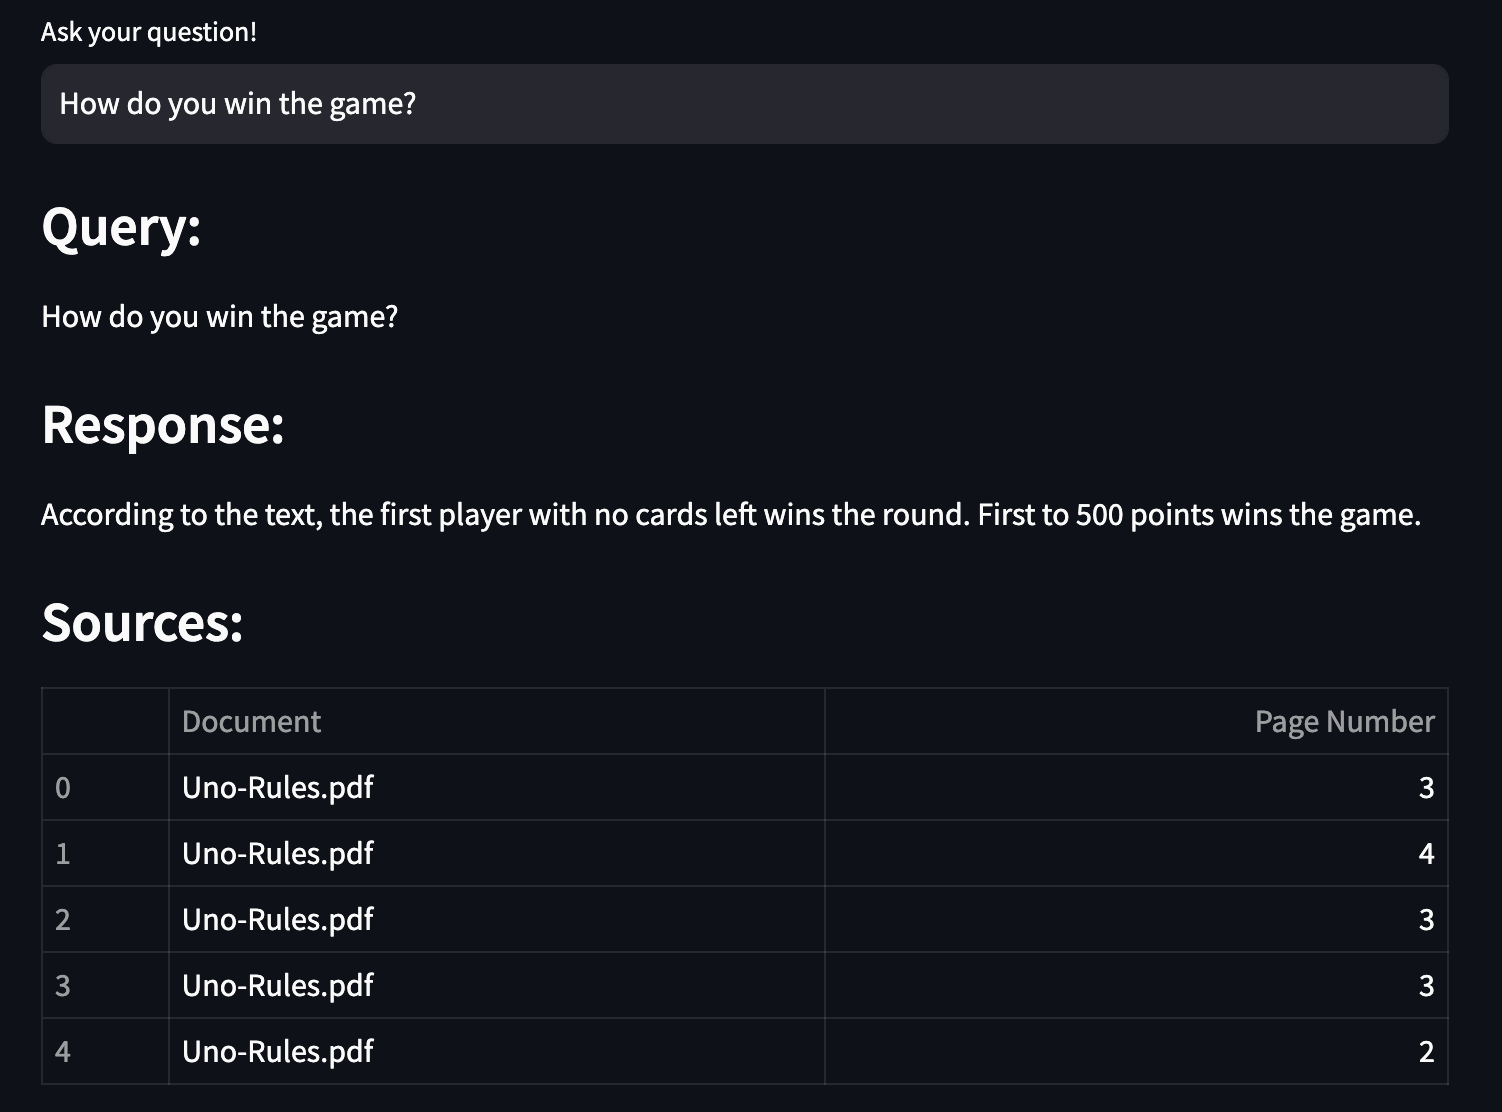 Ask your question!
How do you win the game?
Query:
How do you win the game?
Response:
According to the text, the first player with no cards left wins the round. First to 500 points wins the game.
Sources:
Document Page Number
0 Uno-Rules.pdf 3
1 Uno-Rules.pdf 4
2 Uno-Rules.pdf 3
3 Uno-Rules.pdf 3
4 Uno-Rules.pdf 2